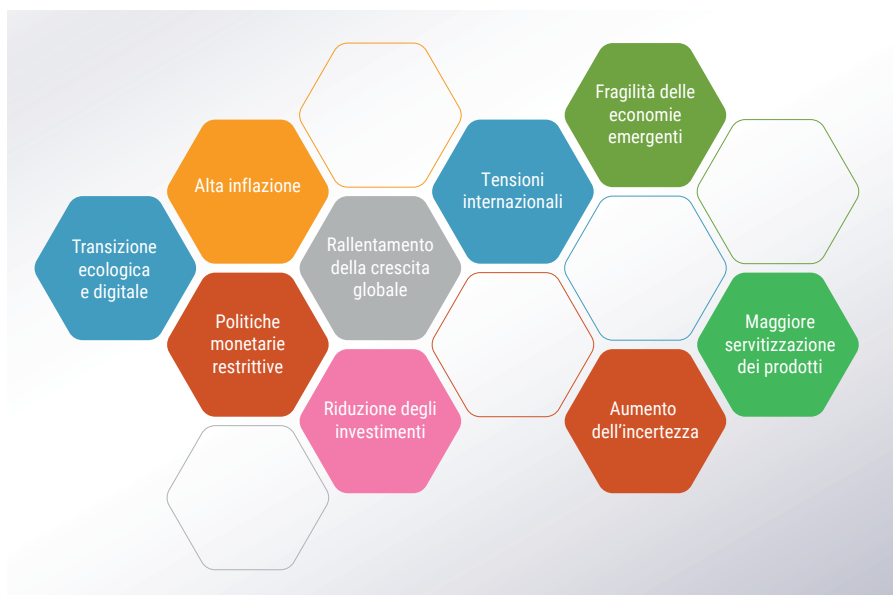 Fragilità delle
economie
emergenti
Alta inflazione
Tensioni
internazionali
Transizione
ecologica
e digitale
Rallentamento
della crescita
globale
Politiche
monetarie
restrittive
Maggiore
servitizzazione
dei prodotti
Riduzione degli
investimenti
Aumento
dell’incertezza